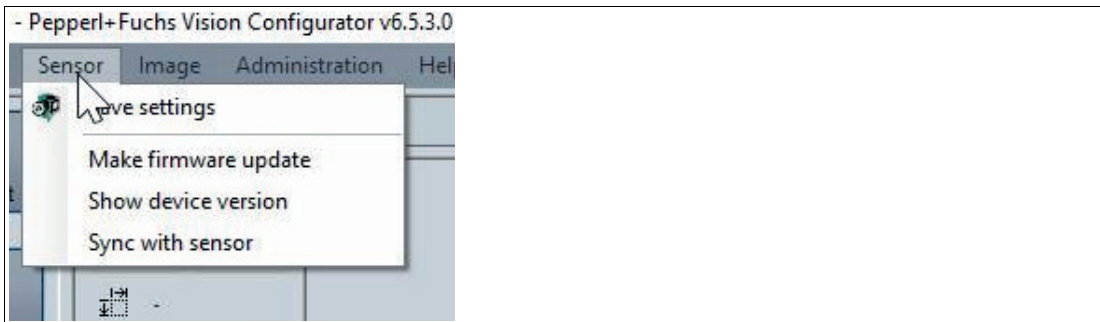 - Pepperl+Fuchs Vision Configurator v6.5.3.0
Sensor Image Administration
settings
Make firmware update
Show device version
Sync with sensor
-